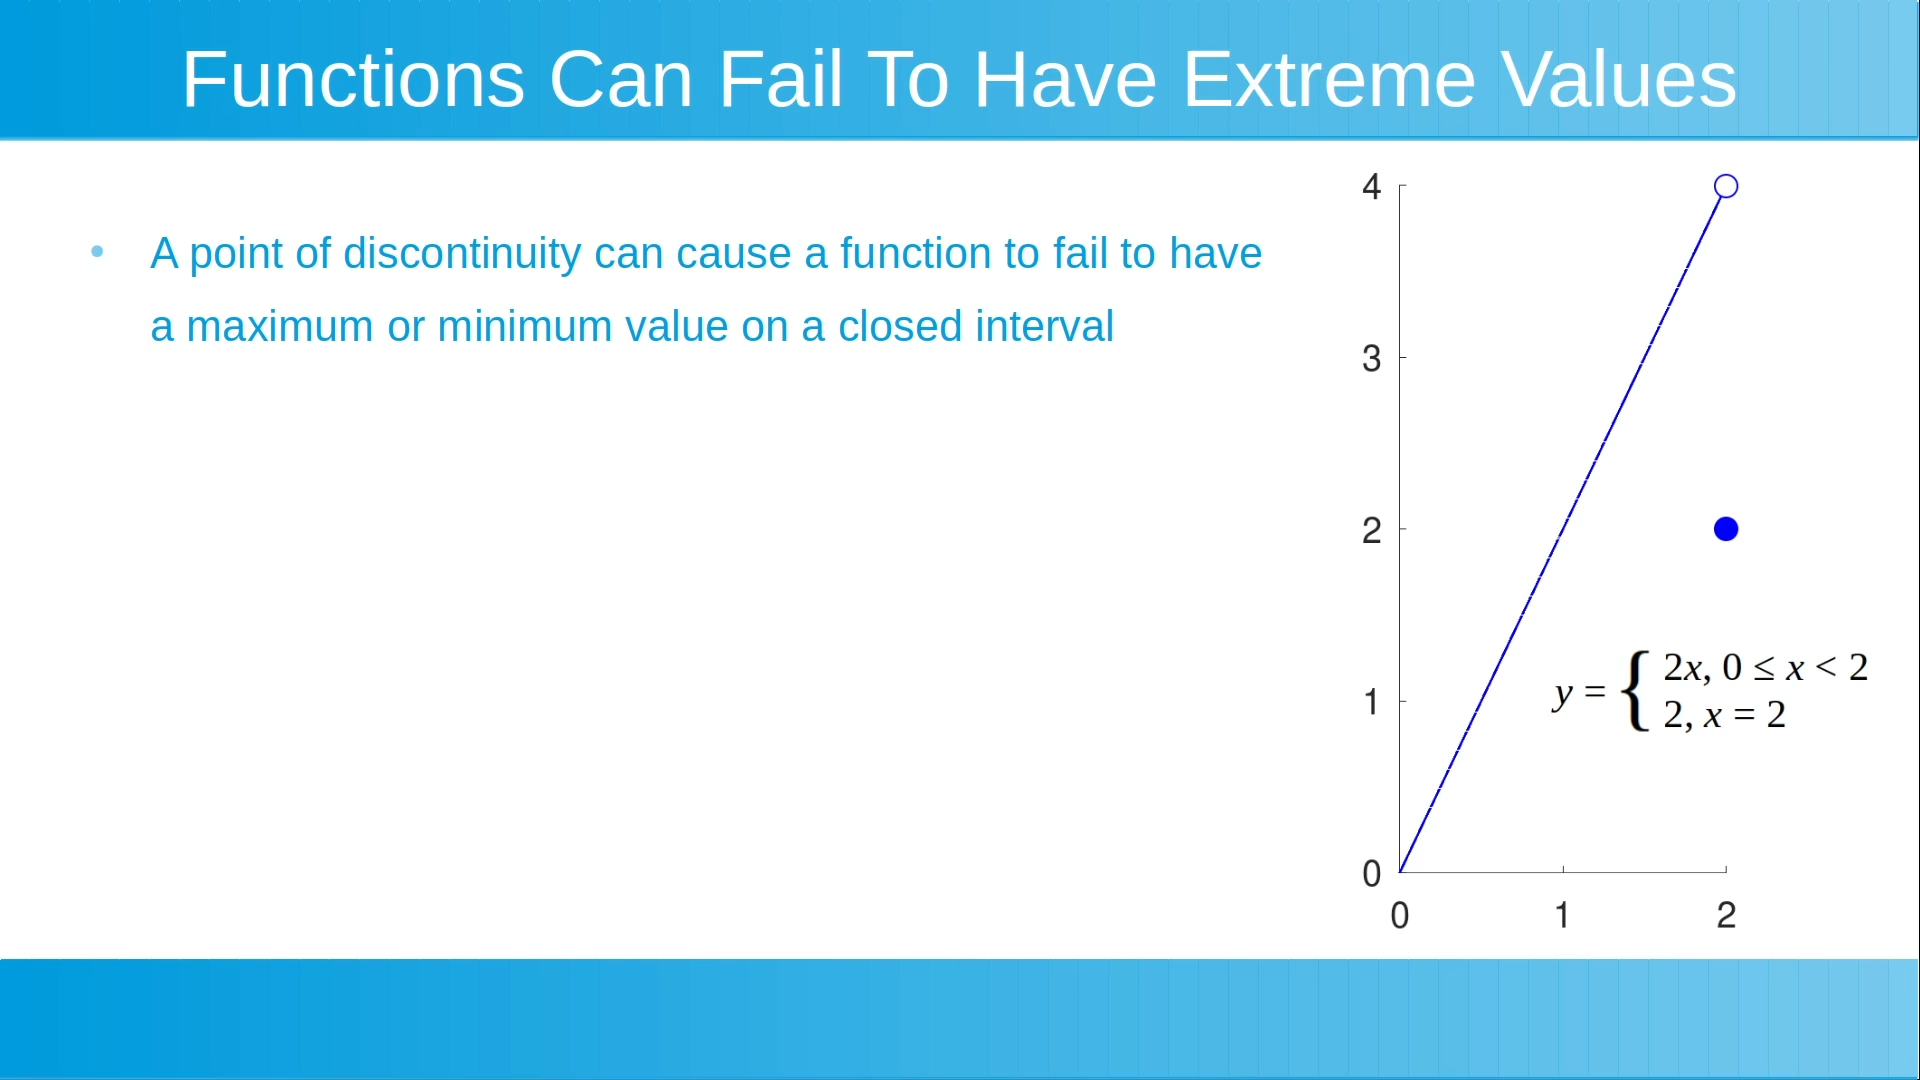 Functions Can Fail To Have Extreme Values
• A point of discontinuity can cause a function to fail to have
a maximum or minimum value on a closed interval
4
3
2
1
0
0 1 2
y = { 2x, 0 ≤ x < 2
2, x = 2